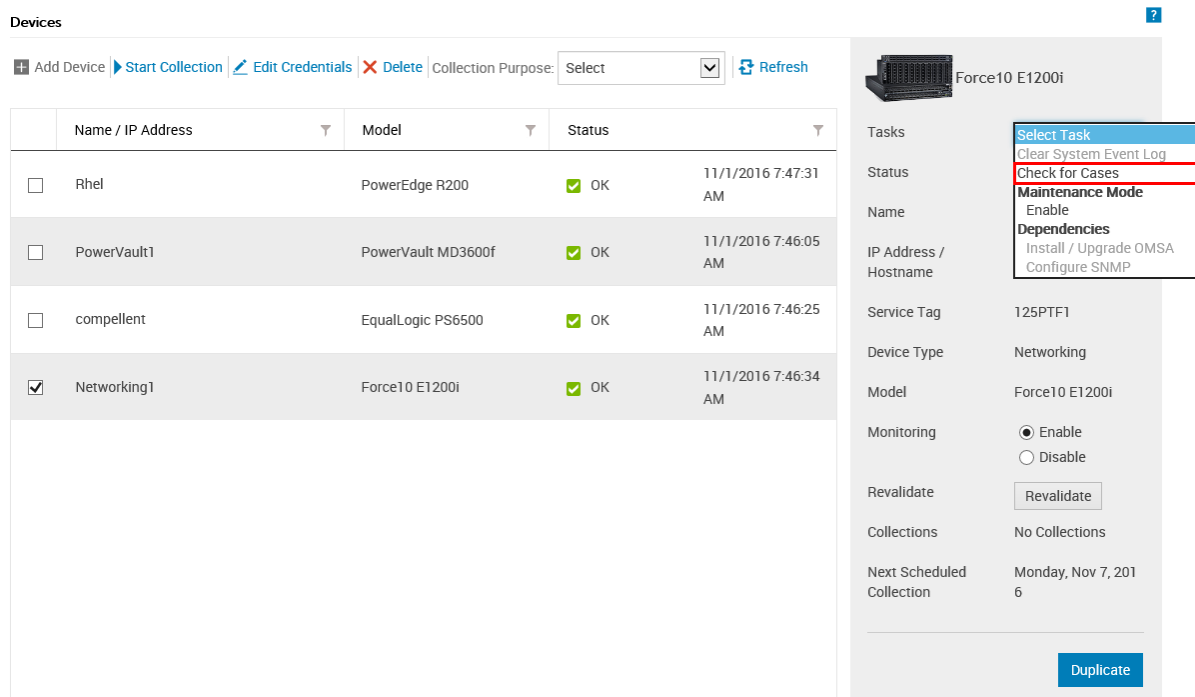 Devices
?
Add Device Start Collection Edit Credentials Delete Collection Purpose: Select Refresh
Name / IP Address Model Status
Rhel PowerEdge R200 OK 11/1/2016 7:47:31
AM
PowerVault1 PowerVault MD3600f OK 11/1/2016 7:46:05
AM
compellent EqualLogic PS6500 OK 11/1/2016 7:46:25
AM
Networking1 Force10 E1200i OK 11/1/2016 7:46:34
AM
Force10 E1200i
Tasks
Select Task
Clear System Event Log
Check for Cases
Maintenance Mode
Enable
Dependencies
Install / Upgrade OMSA
Configure SNMP
Status
Name
IP Address /
Hostname
Service Tag 125PTF1
Device Type Networking
Model Force10 E1200i
Monitoring Enable
Disable
Revalidate Revalidate
Collections No Collections
Next Scheduled Monday, Nov 7, 201
Collection 6
Duplicate